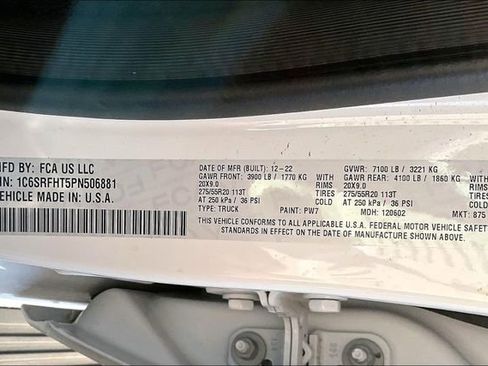 MFD BY: FCA US LLC
IN: 1C6SRFHT5PN506881
VEHICLE MADE IN: U.S.A.
DATE OF MFR (BUILT): 12-22
GVWR: 7100 LB / 3221 KG
GAWR FRONT: 3900 LB / 1770 KG WITH
GAWR REAR: 4100 LB / 1860 KG WITH
20X9.0
20X9.0
275/55R20 113T
275/55R20 113T
TIRES, RIMS
TIRES, RIMS
COLD
AT 250 kPa / 36 PSI
COLD
AT 250 kPa / 36 PSI
TYPE: TRUCK
PAINT: PW7
MDH: 120602
MKT: 875
THIS VEHICLE CONFORMS TO ALL APPLICABLE U.S.A. FEDERAL MOTOR VEHICLE SAFETY
STANDARDS IN EFFECT ON THE DATE OF MANUFACTURE SHOWN ABOVE.